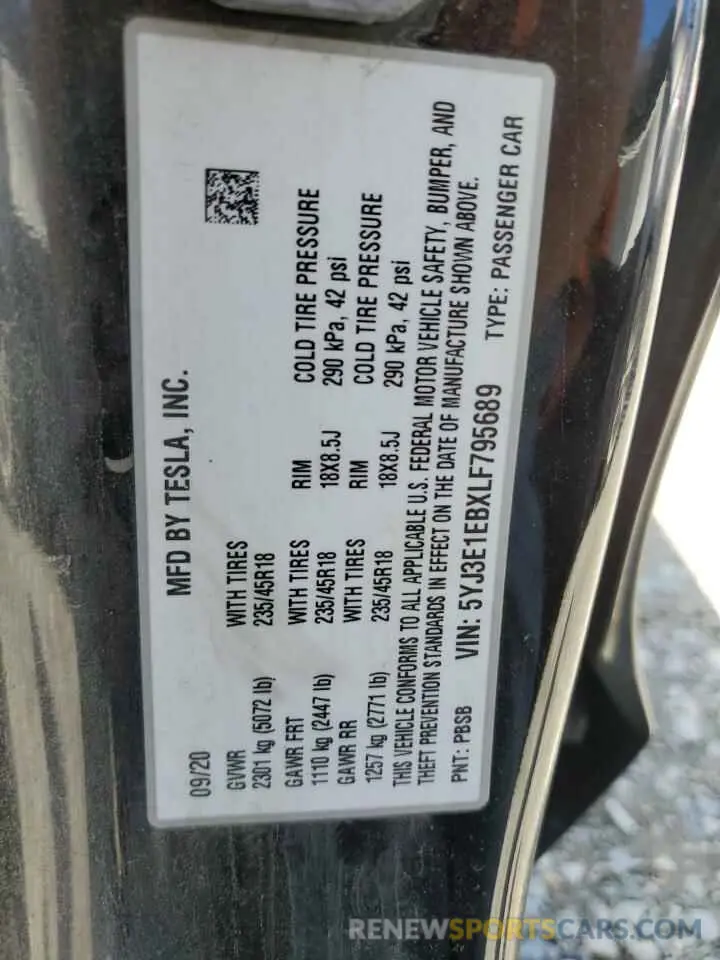 MFD BY TESLA, INC.
09/20
GVWR WITH TIRES
2301 kg (5072 lb) 235/45R18
GAWR FRT WITH TIRES RIM COLD TIRE PRESSURE
1110 kg (2447 lb) 235/45R18 18X8.5J 290 kPa, 42 psi
GAWR RR WITH TIRES RIM COLD TIRE PRESSURE
1257 kg (2771 lb) 235/45R18 18X8.5J 290 kPa, 42 psi
THIS VEHICLE CONFORMS TO ALL APPLICABLE U.S. FEDERAL MOTOR VEHICLE SAFETY, BUMPER, AND
THEFT PREVENTION STANDARDS IN EFFECT ON THE DATE OF MANUFACTURE SHOWN ABOVE.
PNT: PBSB VIN: 5YJ3E1EBXLF795689 TYPE: PASSENGER CAR
RENEWSPORTSCARS.COM